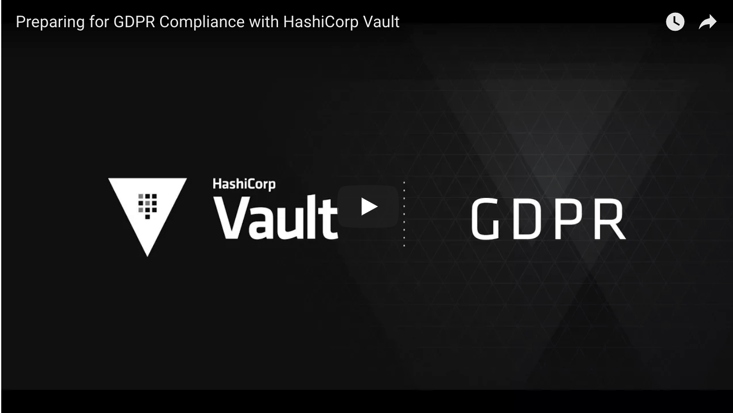 Preparing for GDPR Compliance with HashiCorp Vault
HashiCorp
Vault
GDPR